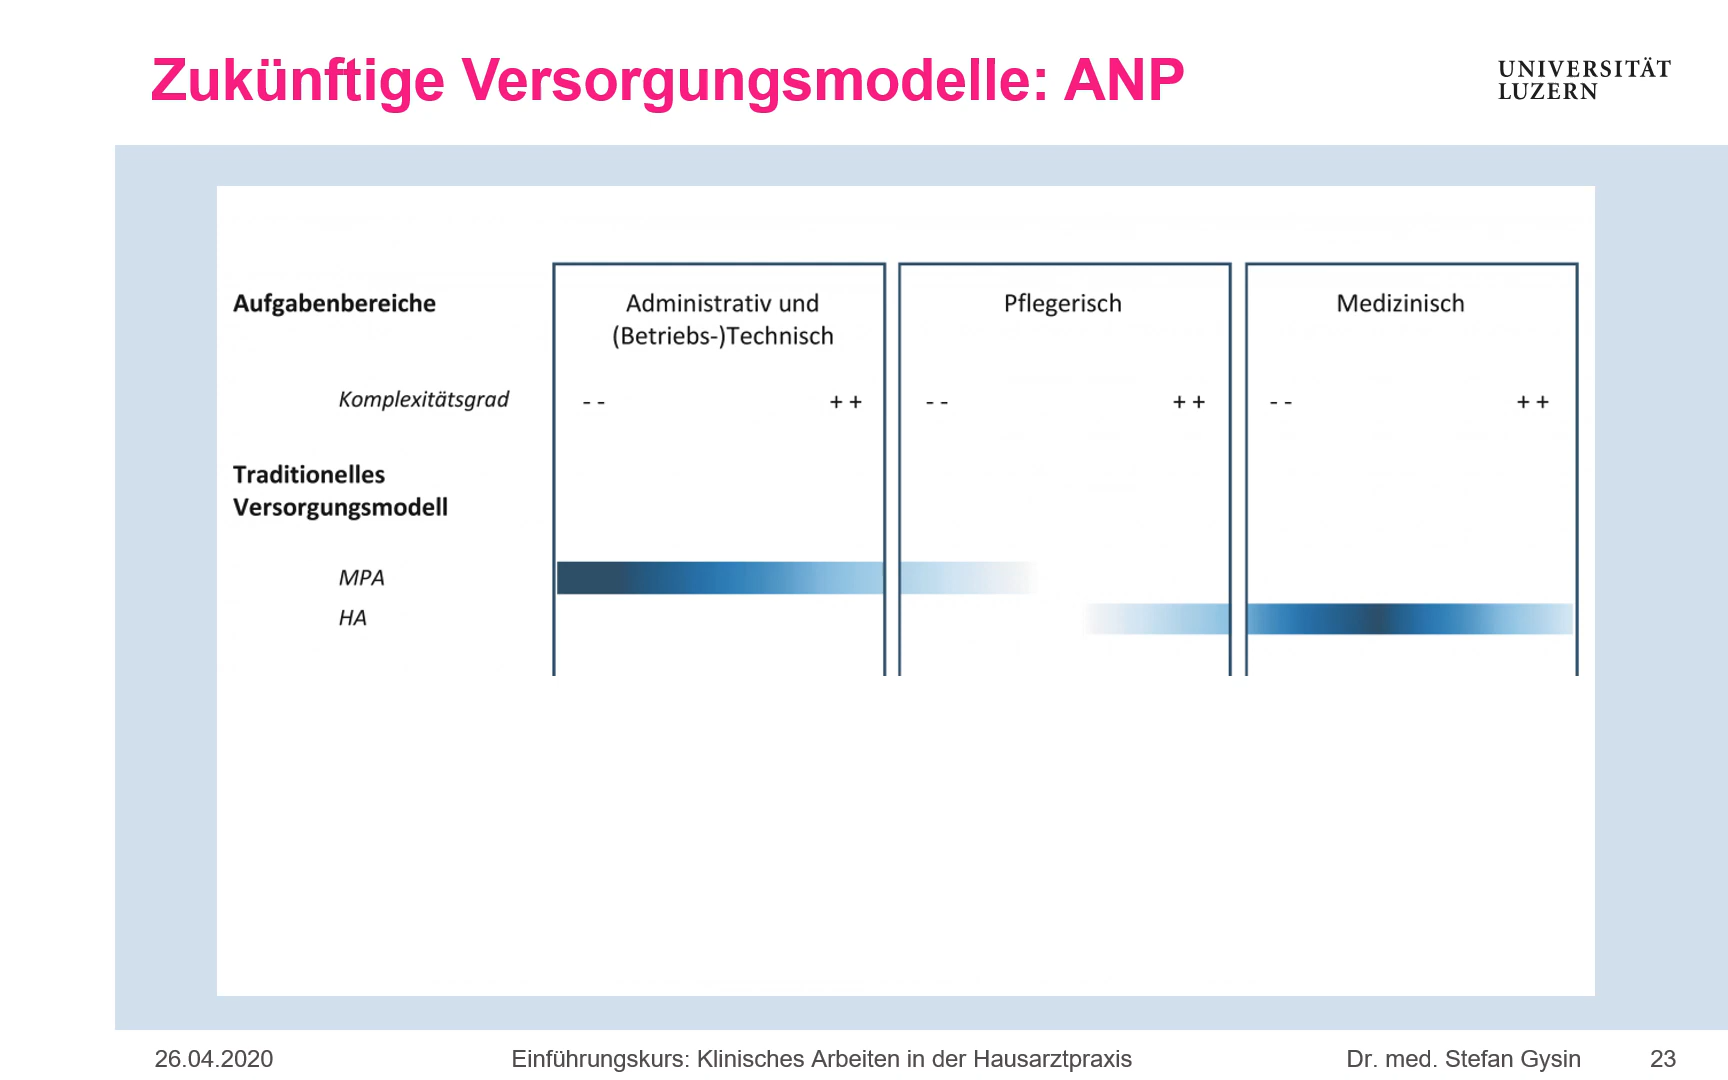 Zukünftige Versorgungsmodelle: ANP
UNIVERSITÄT
LUZERN
Aufgabenbereiche
Administrativ und
(Betriebs-)Technisch
Pflegerisch
Medizinisch
Komplexitätsgrad
- - + + - - + + - - + +
Traditionelles
Versorgungsmodell
MPA
HA
26.04.2020 Einführungskurs: Klinisches Arbeiten in der Hausarztpraxis Dr. med. Stefan Gysin 23